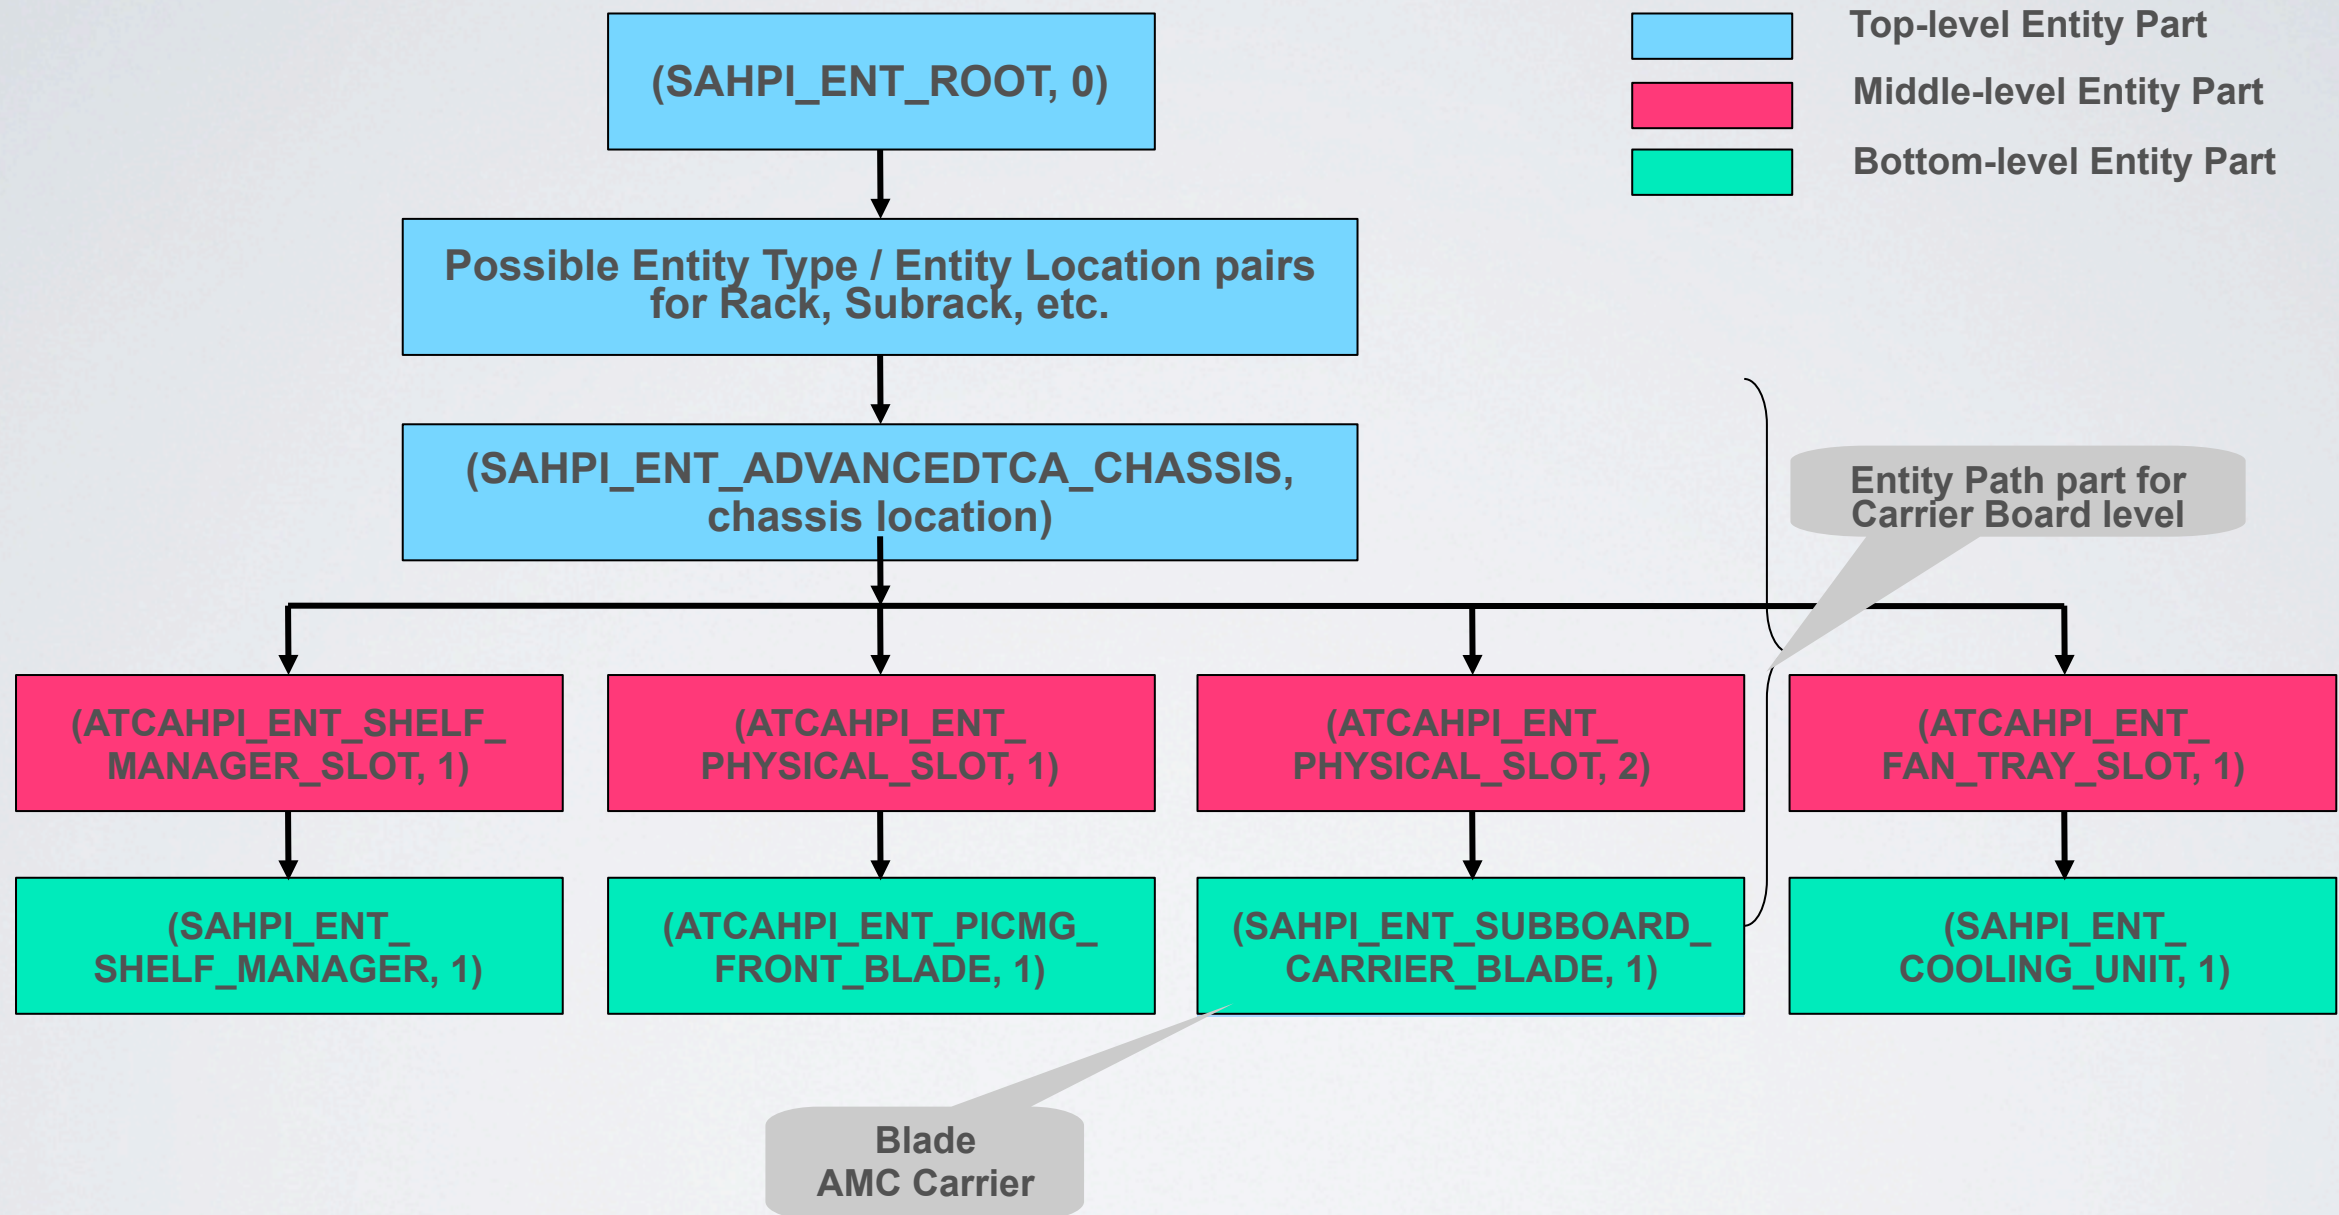 (SAHPI_ENT_ROOT, 0)
Top-level Entity Part
Middle-level Entity Part
Bottom-level Entity Part
Possible Entity Type / Entity Location pairs
for Rack, Subrack, etc.
(SAHPI_ENT_ADVANCEDTCA_CHASSIS,
chassis location)
Entity Path part for
Carrier Board level
(ATCAHPI_ENT_SHELF_
MANAGER_SLOT, 1)
(ATCAHPI_ENT_
PHYSICAL_SLOT, 1)
(ATCAHPI_ENT_
PHYSICAL_SLOT, 2)
(ATCAHPI_ENT_
FAN_TRAY_SLOT, 1)
(SAHPI_ENT_
SHELF_MANAGER, 1)
(ATCAHPI_ENT_PICMG_
FRONT_BLADE, 1)
(SAHPI_ENT_SUBBOARD_
CARRIER_BLADE, 1)
(SAHPI_ENT_
COOLING_UNIT, 1)
Blade
AMC Carrier